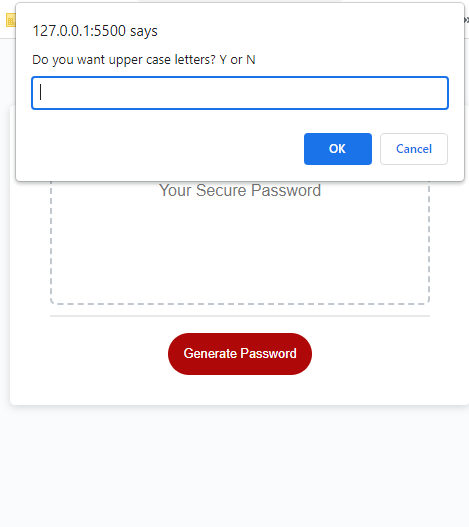 127.0.0.1:5500 says
Do you want upper case letters? Y or N
OK
Cancel
Your Secure Password
Generate Password